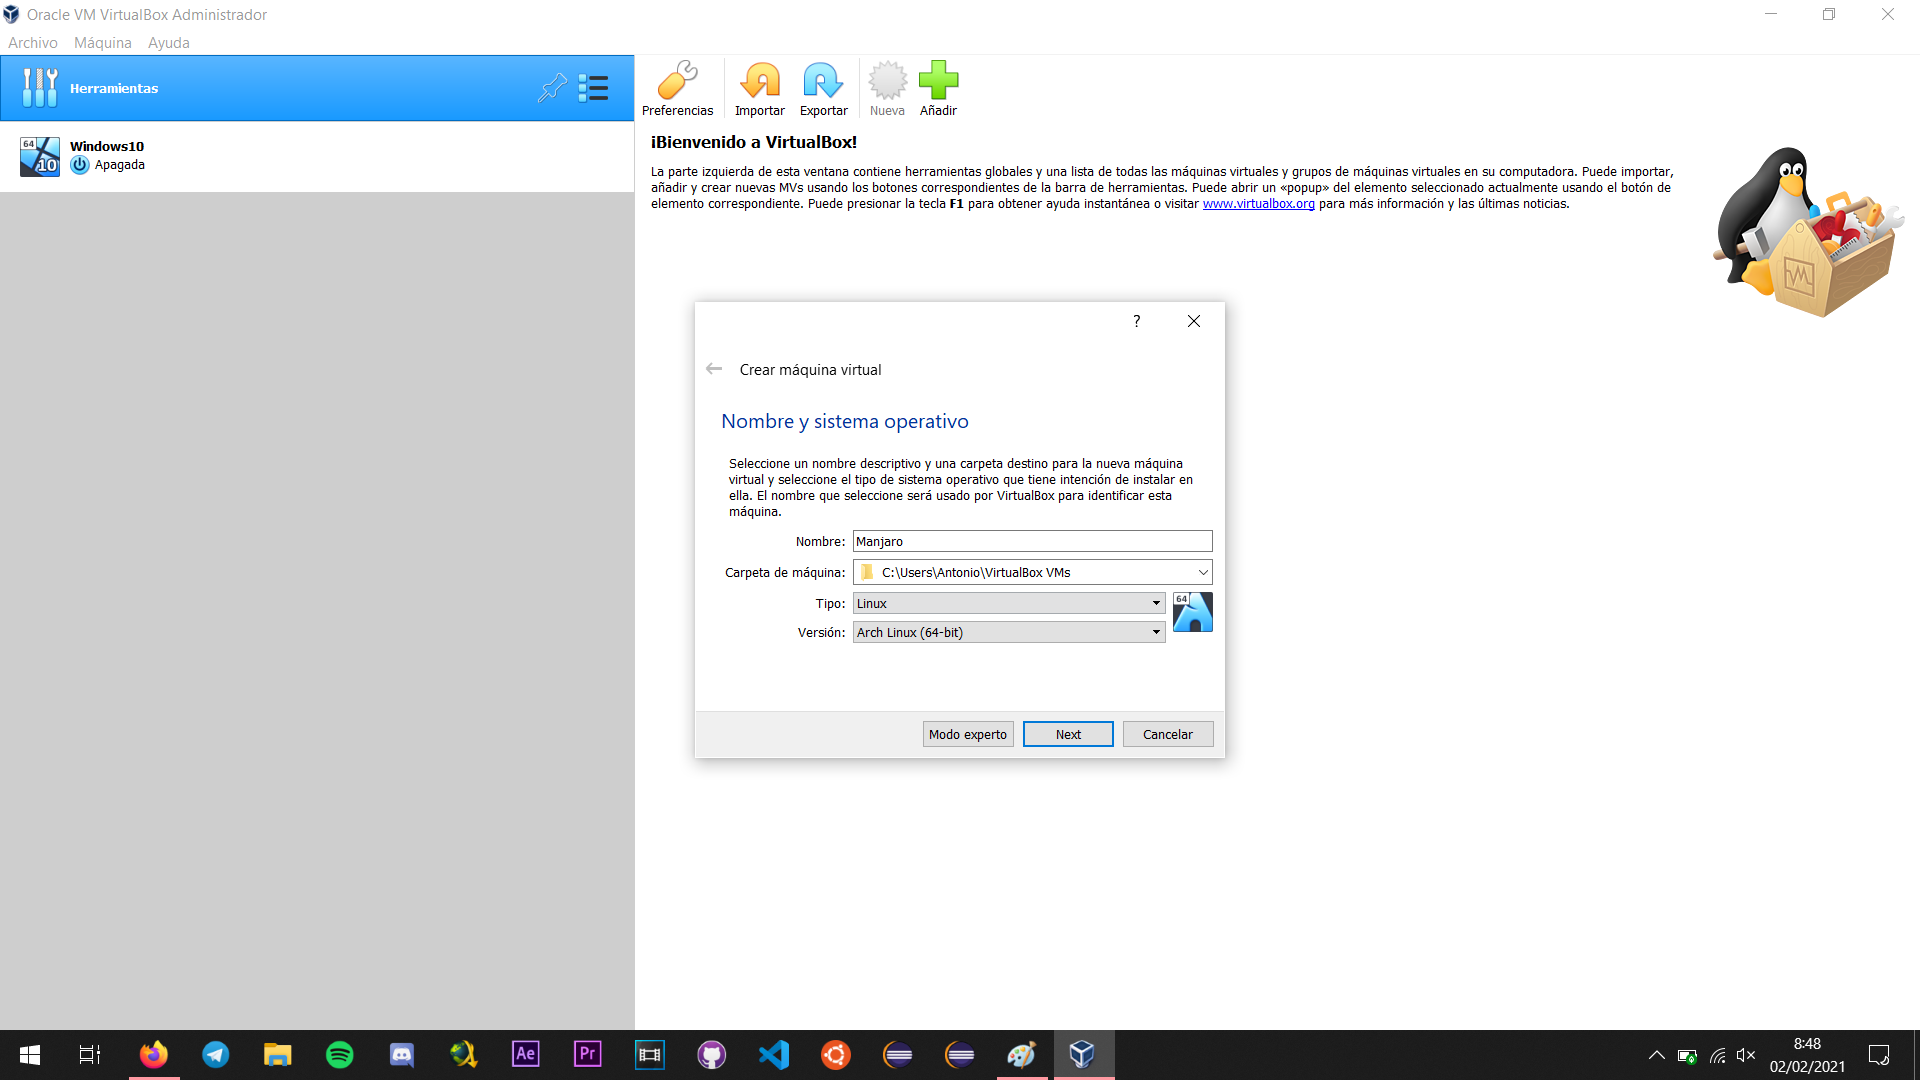 Oracle VM VirtualBox Administrador
Archivo Máquina Ayuda
Herramientas
64
10
Windows10
Apagada
Preferencias Importar Exportar Nueva Añadir
¡Bienvenido a VirtualBox!
La parte izquierda de esta ventana contiene herramientas globales y una lista de todas las máquinas virtuales y grupos de máquinas virtuales en su computadora. Puede importar,
añadir y crear nuevas MVs usando los botones correspondientes de la barra de herramientas. Puede abrir un «popup» del elemento seleccionado actualmente usando el botón de
elemento correspondiente. Puede presionar la tecla F1 para obtener ayuda instantánea o visitar www.virtualbox.org para más información y las últimas noticias.
?
Crear máquina virtual
Nombre y sistema operativo
Seleccione un nombre descriptivo y una carpeta destino para la nueva máquina
virtual y seleccione el tipo de sistema operativo que tiene intención de instalar en
ella. El nombre que seleccione será usado por VirtualBox para identificar esta
máquina.
Nombre: Manjaro
Carpeta de máquina: C:\Users\Antonio\VirtualBox VMs
Tipo: Linux
64
Versión: Arch Linux (64-bit)
Modo experto Next Cancelar
Ae Pr
8:48
02/02/2021